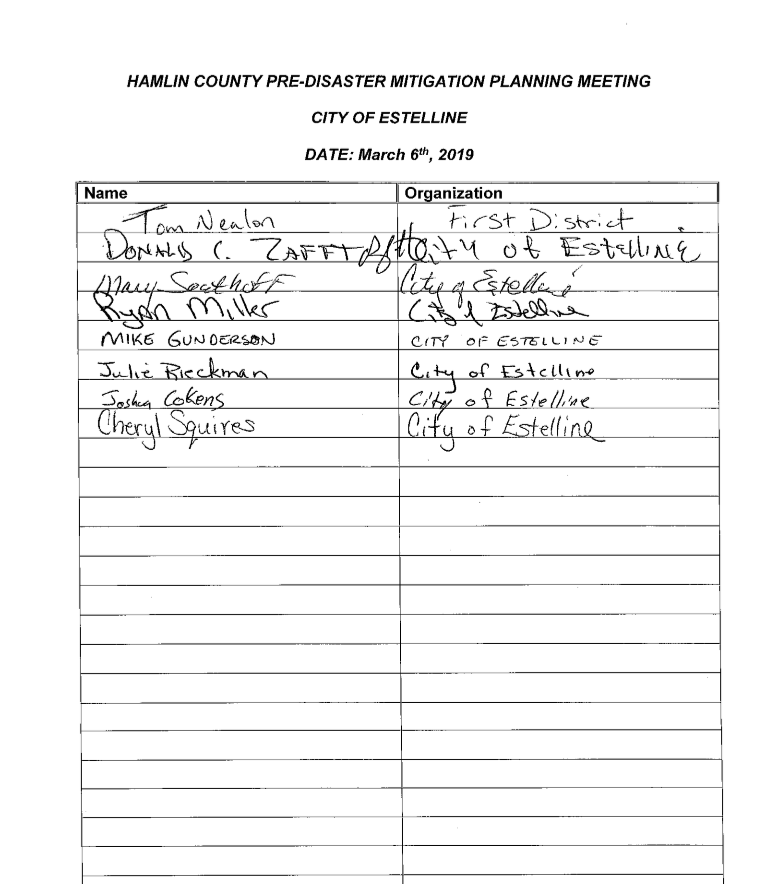 HAMLIN COUNTY PRE-DISASTER MITIGATION PLANNING MEETING
CITY OF ESTELLINE
DATE: March 6th, 2019
Name Organization
Tom Nealon First District
DONALD C. ZAFFT City of Estelline
Mary City of Estelline
Ryan Miller City of Estelline
MIKE GUNDERSON CITY OF ESTELLINE
Julie Rieckman City of Estelline
Joshua Cokens City of Estelline
Cheryl Squires City of Estelline